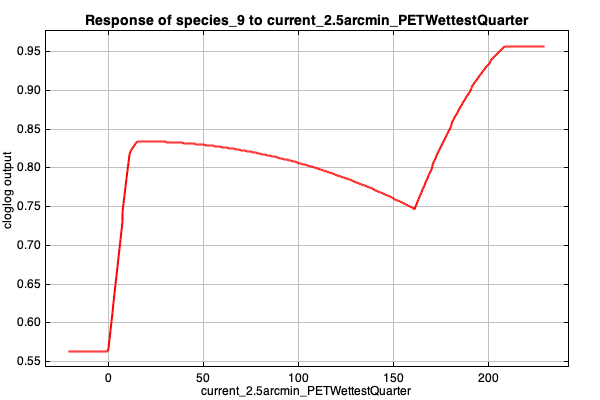 Response of species_9 to current_2.5arcmin_PETWettestQuarter
cloglog output
0.95
0.90
0.85
0.80
0.75
0.70
0.65
0.60
0.55
0 50 100 150 200
current_2.5arcmin_PETWettestQuarter